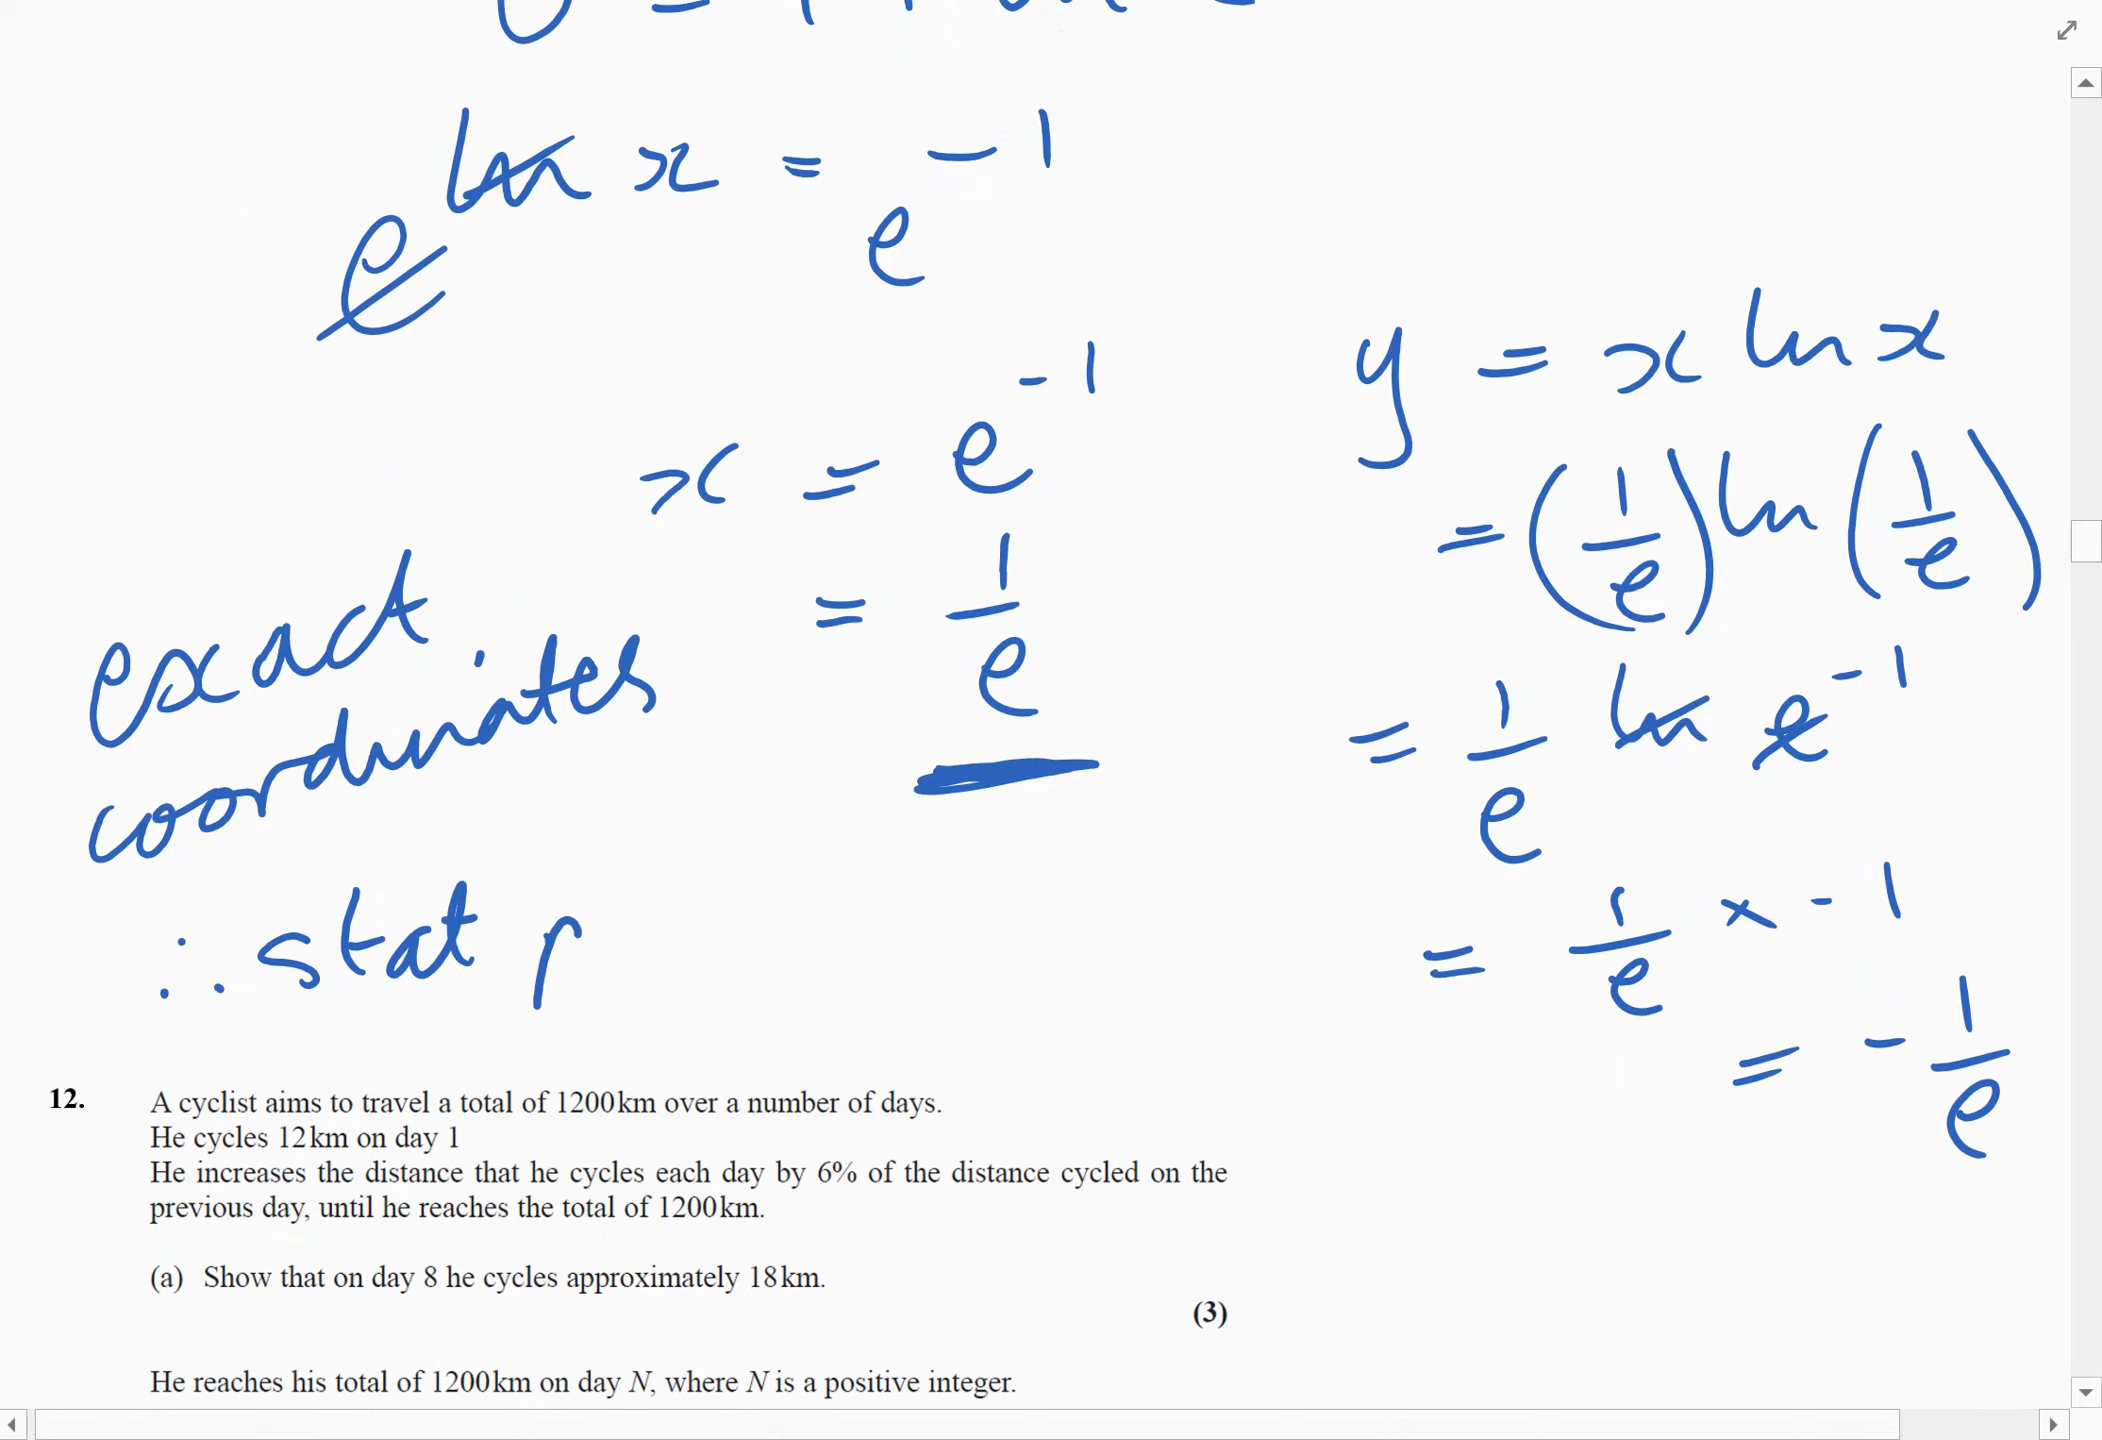 e^(ln x) = e^(-1)
x = e^(-1)
= 1/e
exact
coordinates
∴ stat p
y = x ln x
= (1/e) ln (1/e)
= 1/e ln e^(-1)
= 1/e × -1
= -1/e
12. A cyclist aims to travel a total of 1200 km over a number of days.
He cycles 12 km on day 1
He increases the distance that he cycles each day by 6% of the distance cycled on the
previous day, until he reaches the total of 1200 km.
(a) Show that on day 8 he cycles approximately 18 km.
(3)
He reaches his total of 1200 km on day N, where N is a positive integer.